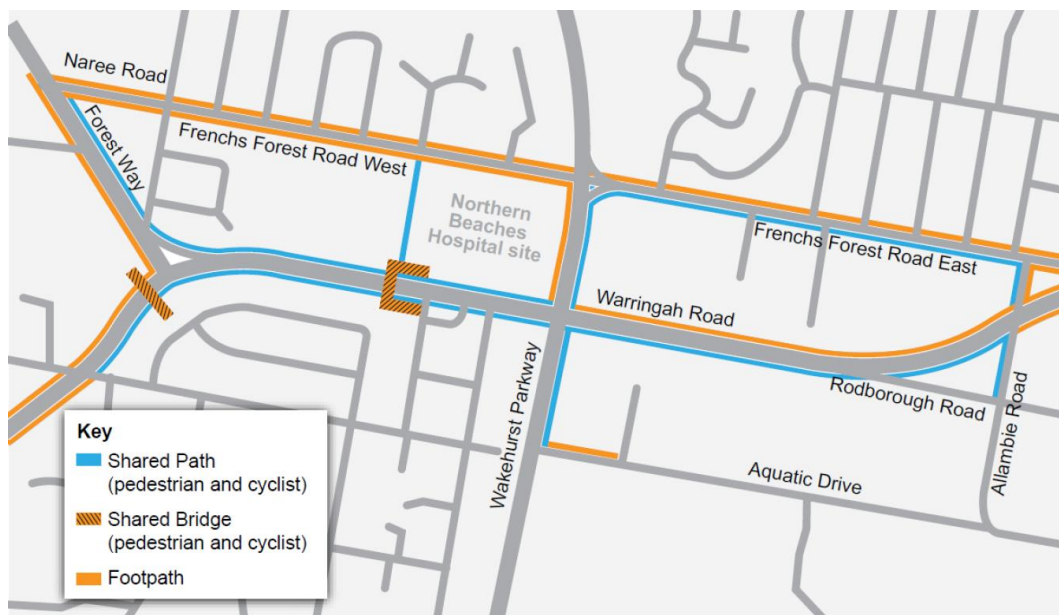 Naree Road
Forest Way
Frenchs Forest Road West
Northern
Beaches
Hospital site
Frenchs Forest Road East
Warringah Road
Wakehurst Parkway
Rodborough Road
Allambie Road
Aquatic Drive
Key
Shared Path
(pedestrian and cyclist)
Shared Bridge
(pedestrian and cyclist)
Footpath